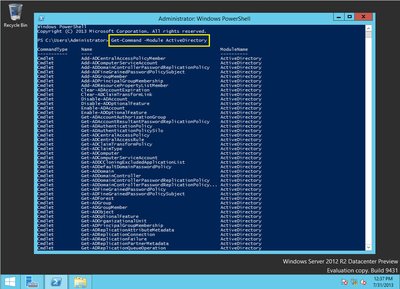 Recycle Bin
Administrator: Windows PowerShell
Windows PowerShell
Copyright (C) 2013 Microsoft Corporation. All rights reserved.
PS C:\Users\Administrator> Get-Command -Module ActiveDirectory
CommandType Name ModuleName
Cmdlet Add-ADCentralAccessPolicyMember ActiveDirectory
Cmdlet Add-ADComputerServiceAccount ActiveDirectory
Cmdlet Add-ADDomainControllerPasswordReplicationPolicy ActiveDirectory
Cmdlet Add-ADFineGrainedPasswordPolicySubject ActiveDirectory
Cmdlet Add-ADGroupMember ActiveDirectory
Cmdlet Add-ADPrincipalGroupMembership ActiveDirectory
Cmdlet Add-ADResourcePropertyListMember ActiveDirectory
Cmdlet Clear-ADAccountExpiration ActiveDirectory
Cmdlet Clear-ADClaimTransformLink ActiveDirectory
Cmdlet Disable-ADAccount ActiveDirectory
Cmdlet Disable-ADOptionalFeature ActiveDirectory
Cmdlet Enable-ADAccount ActiveDirectory
Cmdlet Enable-ADOptionalFeature ActiveDirectory
Cmdlet Get-ADAccountAuthorizationGroup ActiveDirectory
Cmdlet Get-ADAccountResultantPasswordReplicationPolicy ActiveDirectory
Cmdlet Get-ADAuthenticationPolicy ActiveDirectory
Cmdlet Get-ADAuthenticationPolicySilo ActiveDirectory
Cmdlet Get-ADCentralAccessPolicy ActiveDirectory
Cmdlet Get-ADCentralAccessRule ActiveDirectory
Cmdlet Get-ADClaimTransformPolicy ActiveDirectory
Cmdlet Get-ADClaimType ActiveDirectory
Cmdlet Get-ADComputer ActiveDirectory
Cmdlet Get-ADComputerServiceAccount ActiveDirectory
Cmdlet Get-ADDCCloningExcludedApplicationList ActiveDirectory
Cmdlet Get-ADDefaultDomainPasswordPolicy ActiveDirectory
Cmdlet Get-ADDomain ActiveDirectory
Cmdlet Get-ADDomainController ActiveDirectory
Cmdlet Get-ADDomainControllerPasswordReplicationPolicy ActiveDirectory
Cmdlet Get-ADDomainControllerPasswordReplicationPolicy... ActiveDirectory
Cmdlet Get-ADFineGrainedPasswordPolicy ActiveDirectory
Cmdlet Get-ADFineGrainedPasswordPolicySubject ActiveDirectory
Cmdlet Get-ADForest ActiveDirectory
Cmdlet Get-ADGroup ActiveDirectory
Cmdlet Get-ADGroupMember ActiveDirectory
Cmdlet Get-ADObject ActiveDirectory
Cmdlet Get-ADOptionalFeature ActiveDirectory
Cmdlet Get-ADOrganizationalUnit ActiveDirectory
Cmdlet Get-ADPrincipalGroupMembership ActiveDirectory
Cmdlet Get-ADReplicationAttributeMetadata ActiveDirectory
Cmdlet Get-ADReplicationConnection ActiveDirectory
Cmdlet Get-ADReplicationFailure ActiveDirectory
Cmdlet Get-ADReplicationPartnerMetadata ActiveDirectory
Cmdlet Get-ADReplicationQueueOperation ActiveDirectory
Windows Server 2012 R2 Datacenter Preview
Evaluation copy. Build 9431
12:37 PM
7/31/2013